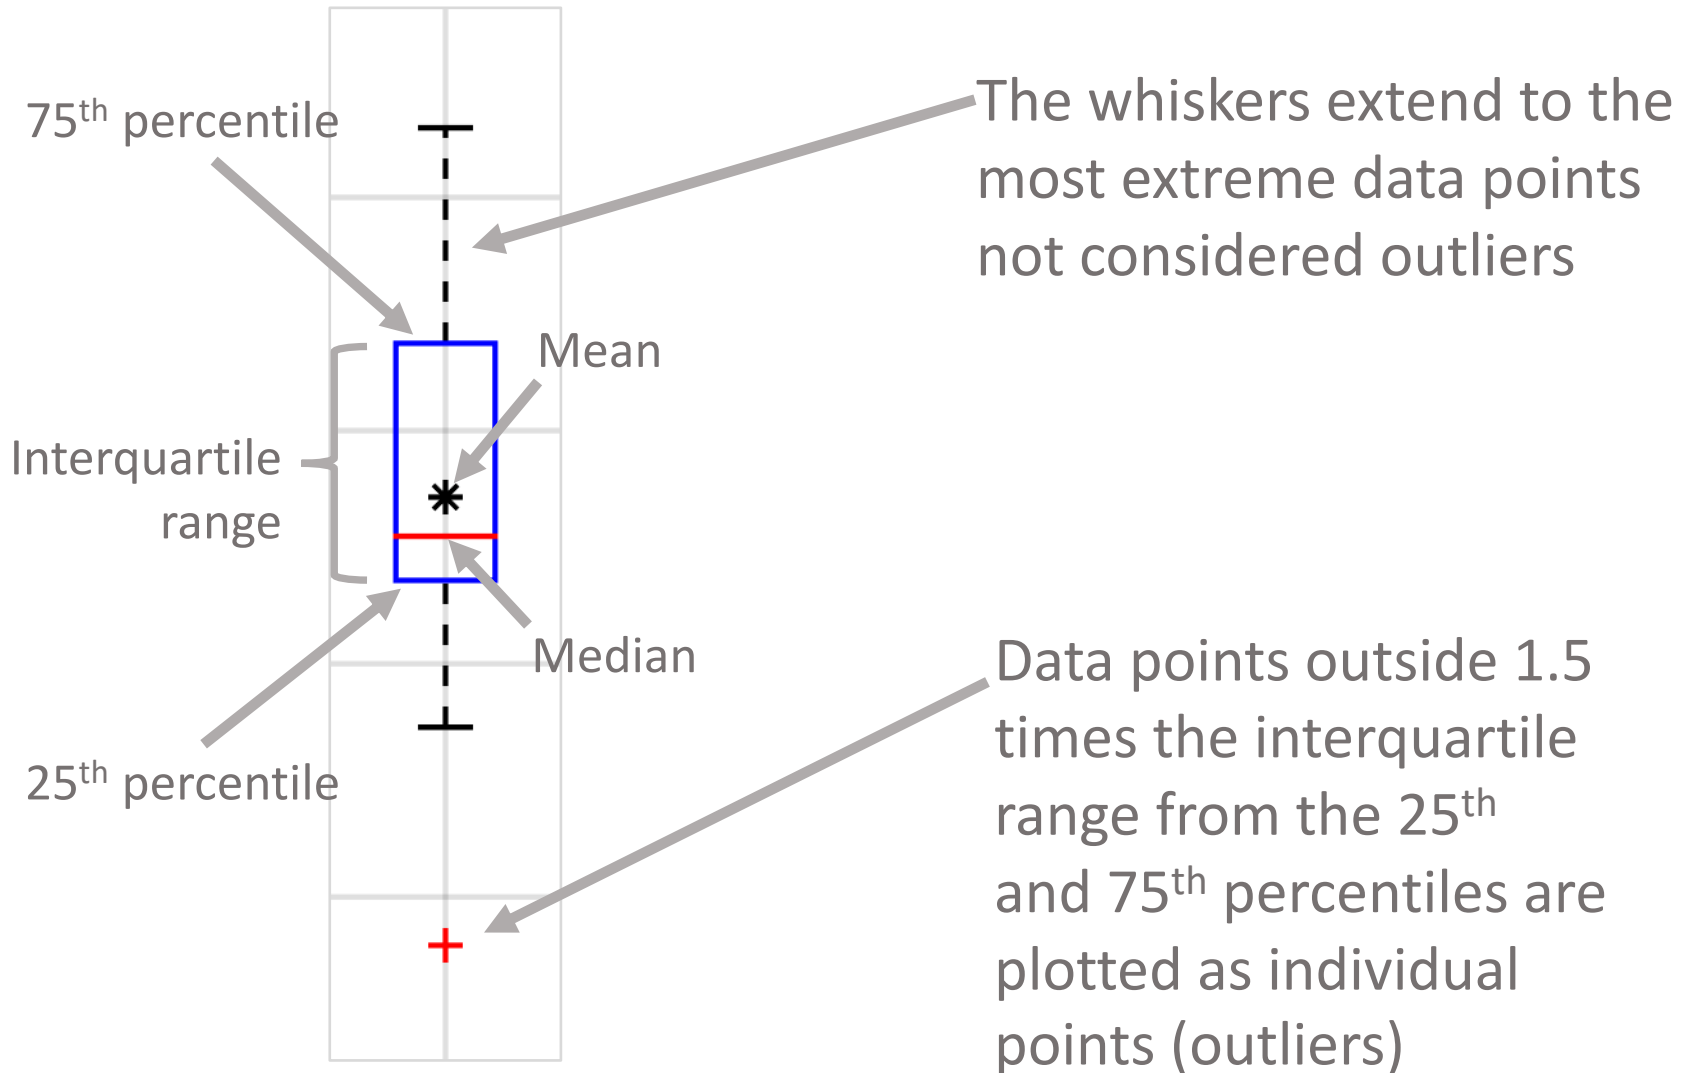 75th percentile
The whiskers extend to the
most extreme data points
not considered outliers
Mean
Interquartile
range
Median
25th percentile
Data points outside 1.5
times the interquartile
range from the 25th
and 75th percentiles are
plotted as individual
points (outliers)